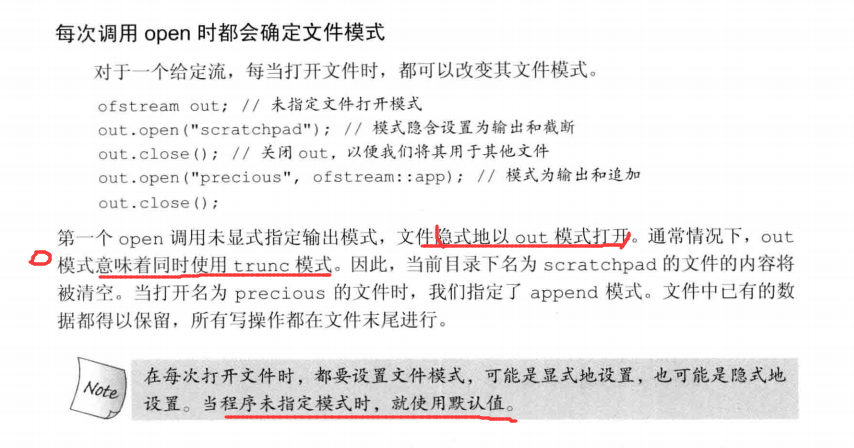 每次调用 open 时都会确定文件模式
对于一个给定流，每当打开文件时，都可以改变其文件模式。
ofstream out; // 未指定文件打开模式
out.open("scratchpad"); // 模式隐含设置为输出和截断
out.close(); // 关闭 out，以便我们将其用于其他文件
out.open("precious", ofstream::app); // 模式为输出和追加
out.close();
第一个 open 调用未显式指定输出模式，文件隐式地以 out 模式打开。通常情况下，out
模式意味着同时使用 trunc 模式。因此，当前目录下名为 scratchpad 的文件的内容将
被清空。当打开名为 precious 的文件时，我们指定了 append 模式。文件中已有的数
据都得以保留，所有写操作都在文件末尾进行。
Note
在每次打开文件时，都要设置文件模式，可能是显式地设置，也可能是隐式地
设置。当程序未指定模式时，就使用默认值。